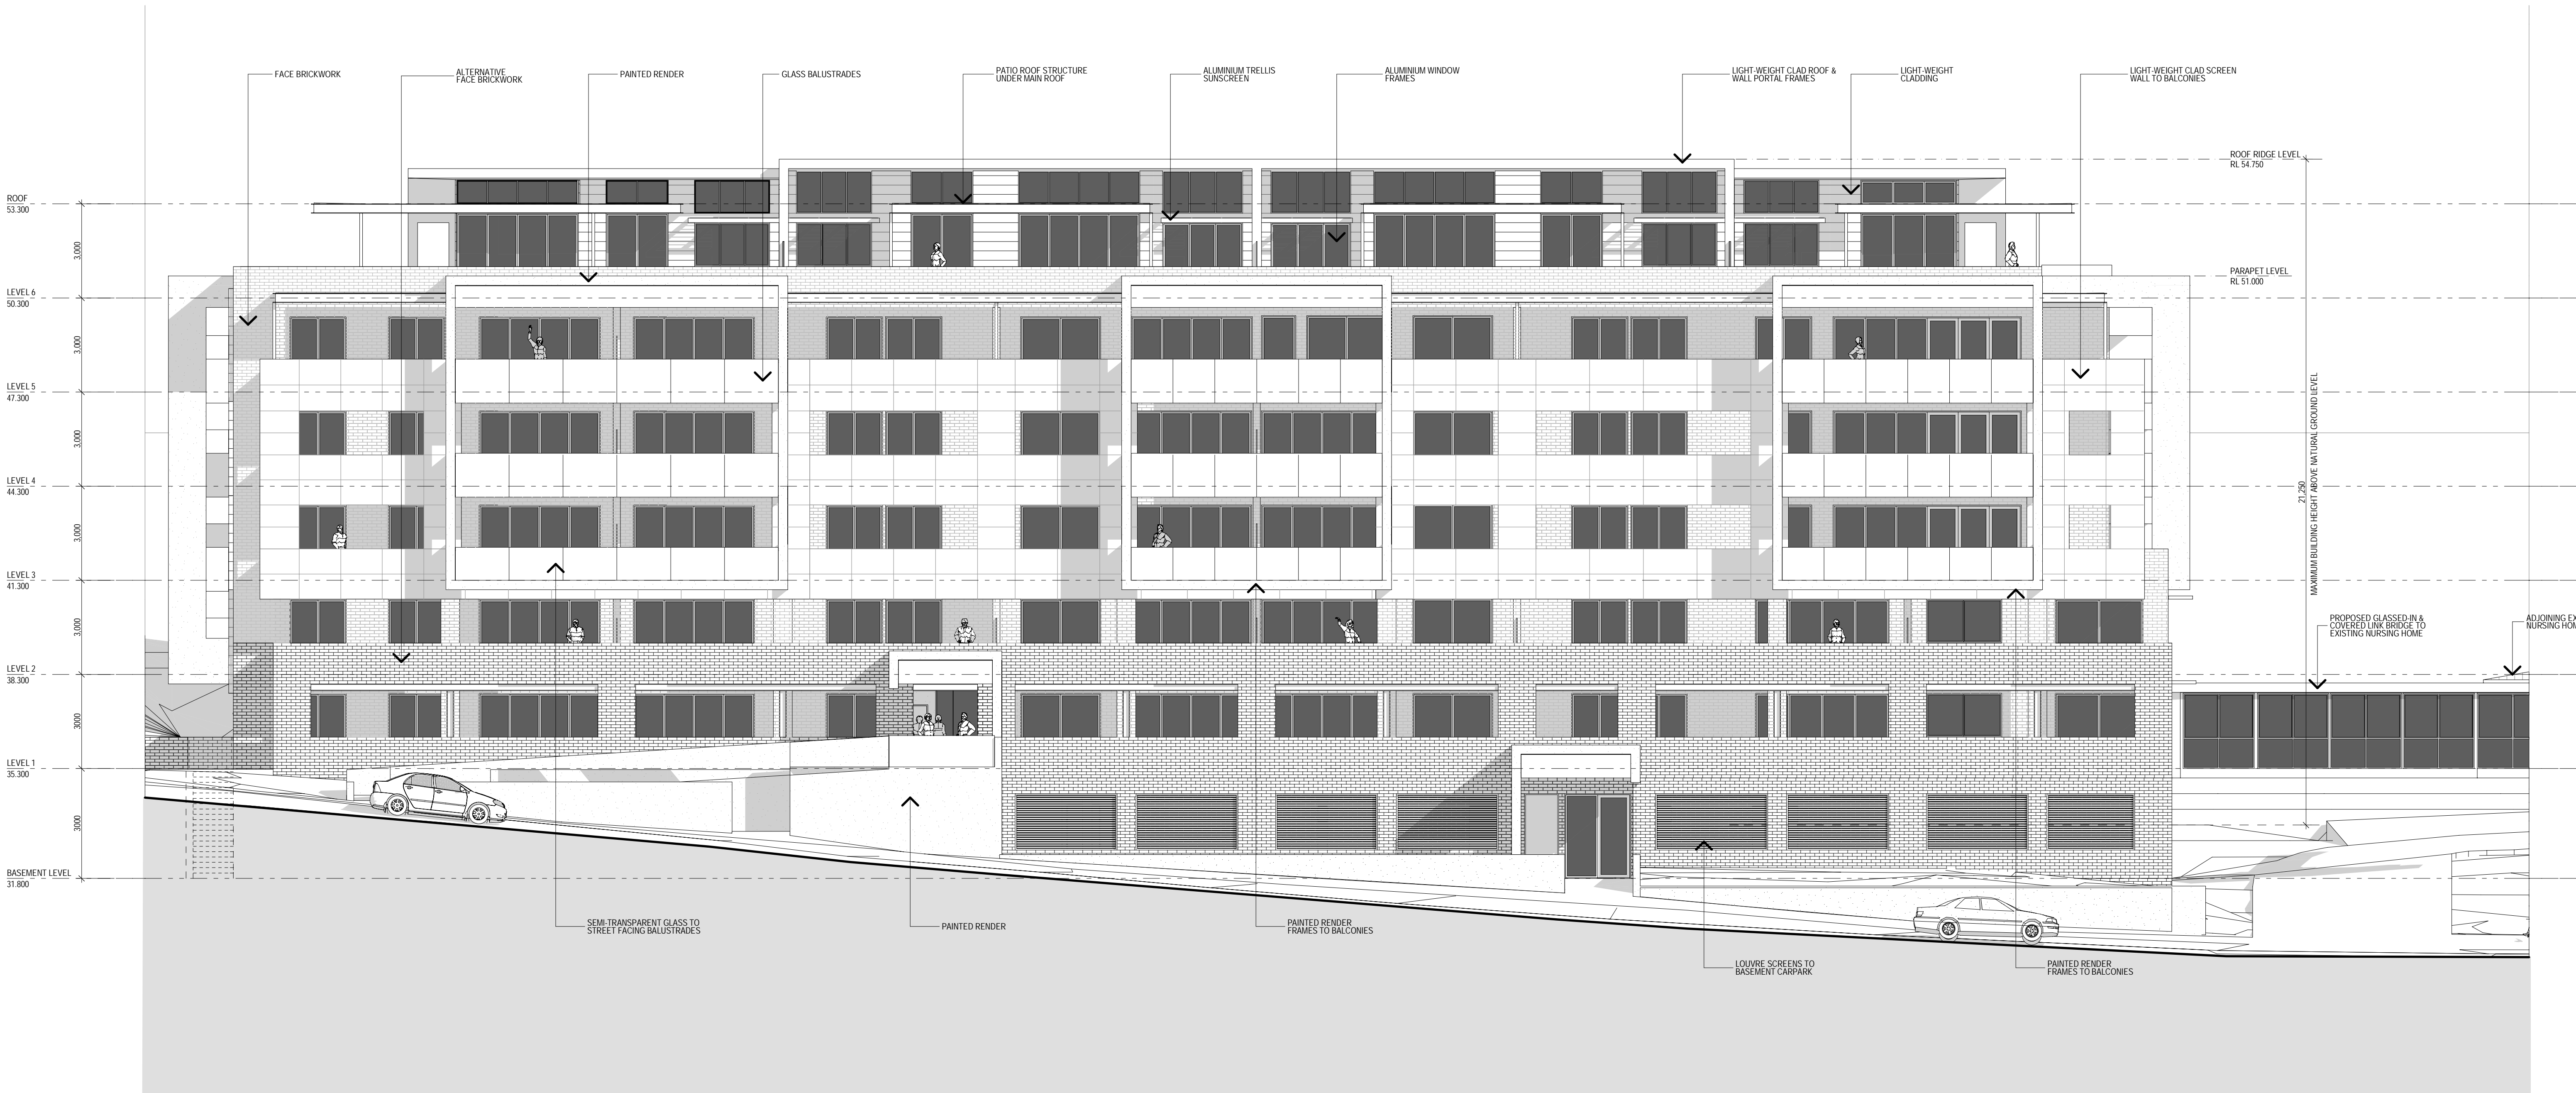 FACE BRICKWORK
ALTERNATIVE
FACE BRICKWORK
PAINTED RENDER
GLASS BALUSTRADES
PATIO ROOF STRUCTURE
UNDER MAIN ROOF
ALUMINIUM TRELLIS
SUNSCREEN
ALUMINIUM WINDOW
FRAMES
LIGHT-WEIGHT CLAD ROOF &
WALL PORTAL FRAMES
LIGHT-WEIGHT
CLADDING
LIGHT-WEIGHT CLAD SCREEN
WALL TO BALCONIES
ROOF RIDGE LEVEL
RL 54.750
ROOF
53.300
3.000
PARAPET LEVEL
RL 51.000
LEVEL 6
50.300
3.000
LEVEL 5
47.300
3.000
LEVEL 4
44.300
3.000
LEVEL 3
41.300
3.000
LEVEL 2
38.300
3000
LEVEL 1
35.300
3000
BASEMENT LEVEL
31.800
21,250
MAXIMUM BUILDING HEIGHT ABOVE NATURAL GROUND LEVEL
PROPOSED GLASSED-IN &
COVERED LINK BRIDGE TO
EXISTING NURSING HOME
ADJOINING EX
NURSING HOM
SEMI-TRANSPARENT GLASS TO
STREET FACING BALUSTRADES
PAINTED RENDER
PAINTED RENDER
FRAMES TO BALCONIES
LOUVRE SCREENS TO
BASEMENT CARPARK
PAINTED RENDER
FRAMES TO BALCONIES